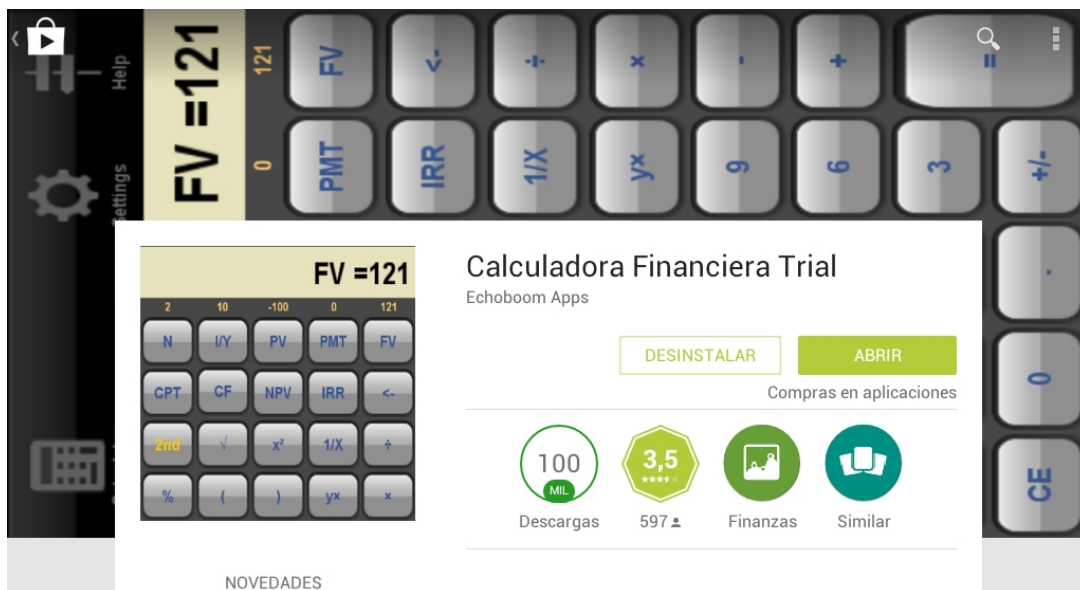 Help
Settings
FV =121
0 121
PMT FV
IRR <-
1/X ÷
yx ×
9 -
6 +
3 =
+/-
.
0
CE
FV =121
2 10 -100 0 121
N I/Y PV PMT FV
CPT CF NPV IRR <-
2nd √ x² 1/X ÷
% ( ) yx ×
Calculadora Financiera Trial
Echoboom Apps
DESINSTALAR ABRIR
Compras en aplicaciones
100 MIL 3,5
Descargas 597 Finanzas Similar
NOVEDADES